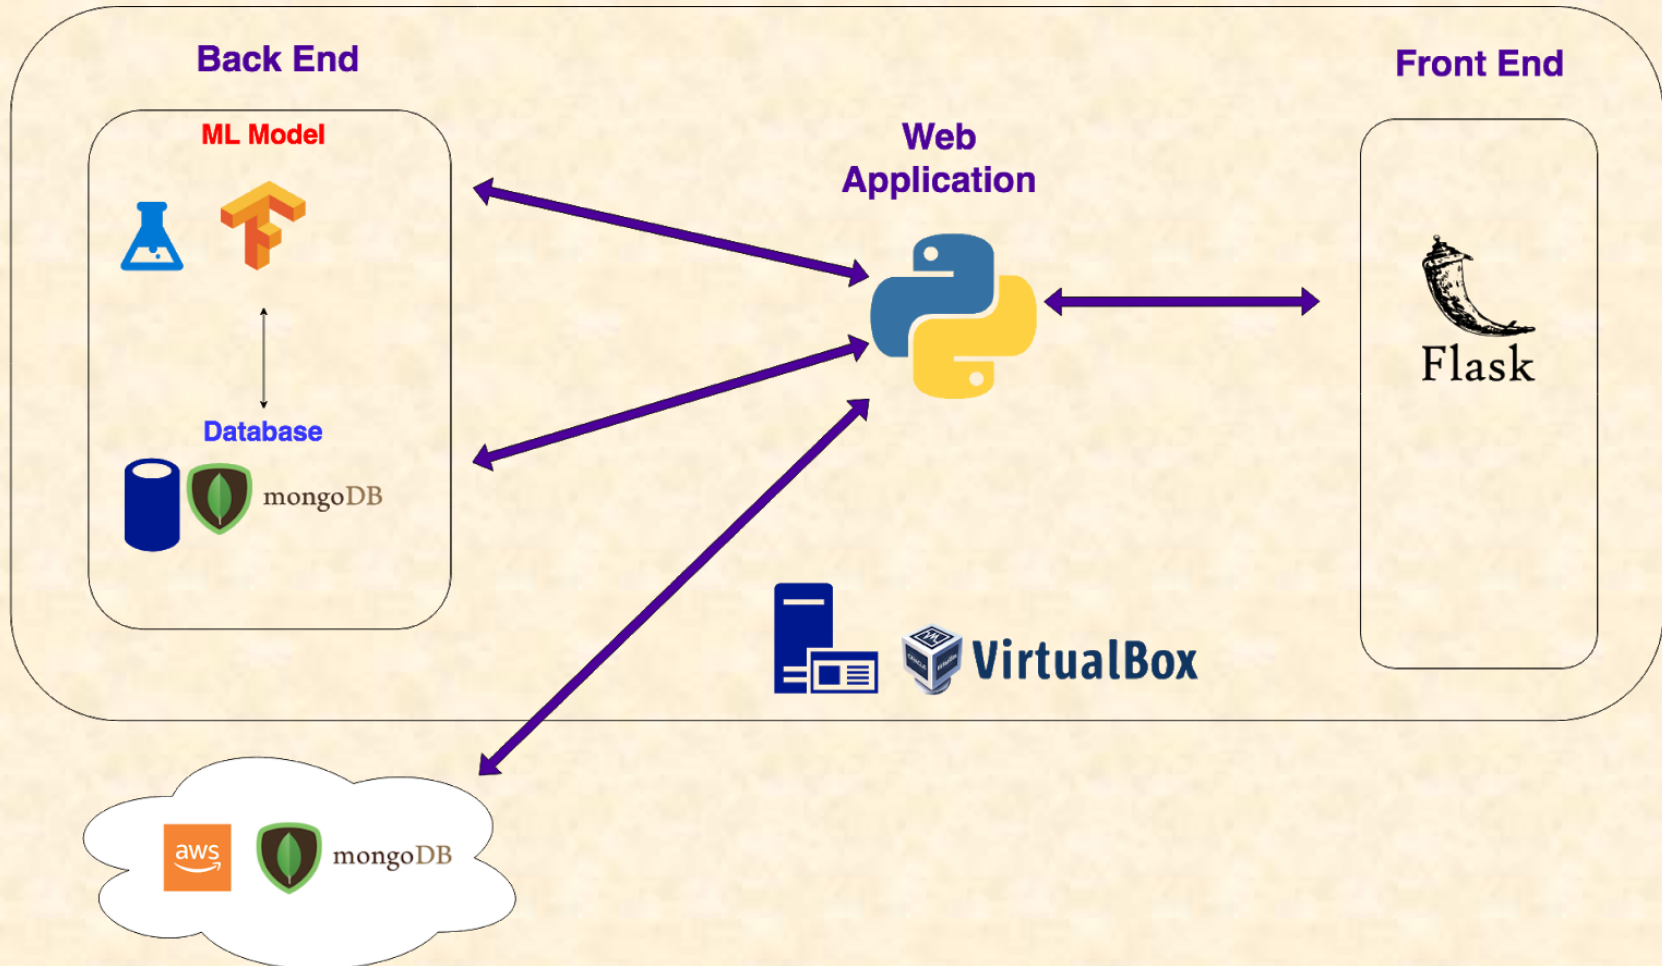 Back End
Front End
ML Model
Web
Application
Flask
Database
mongoDB
VirtualBox
aws
mongoDB